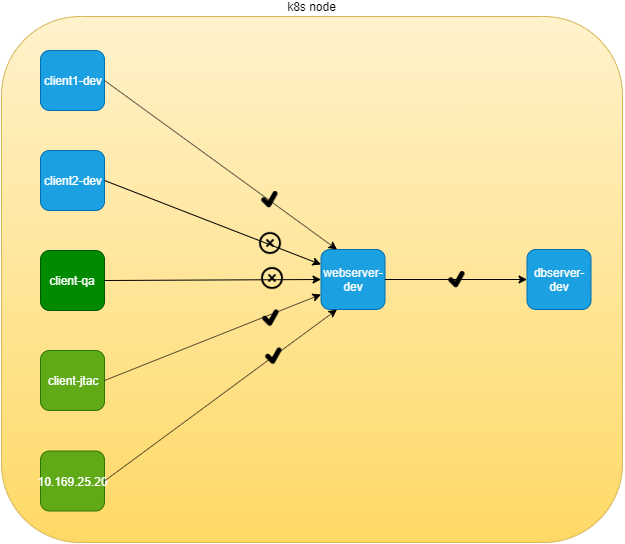 k8s node
client1-dev
client2-dev
client-qa
webserver-
dev
dbserver-
dev
client-jtac
10.169.25.20